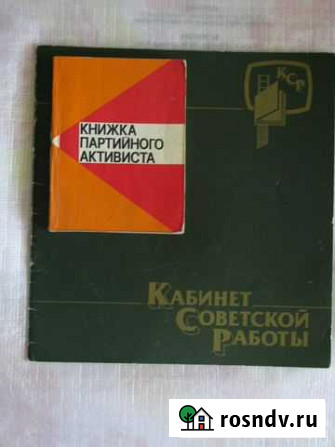 КСР
КНИЖКА
ПАРТИЙНОГО
АКТИВИСТА
КАБИНЕТ
СОВЕТСКОЙ
РАБОТЫ
rosndv.ru